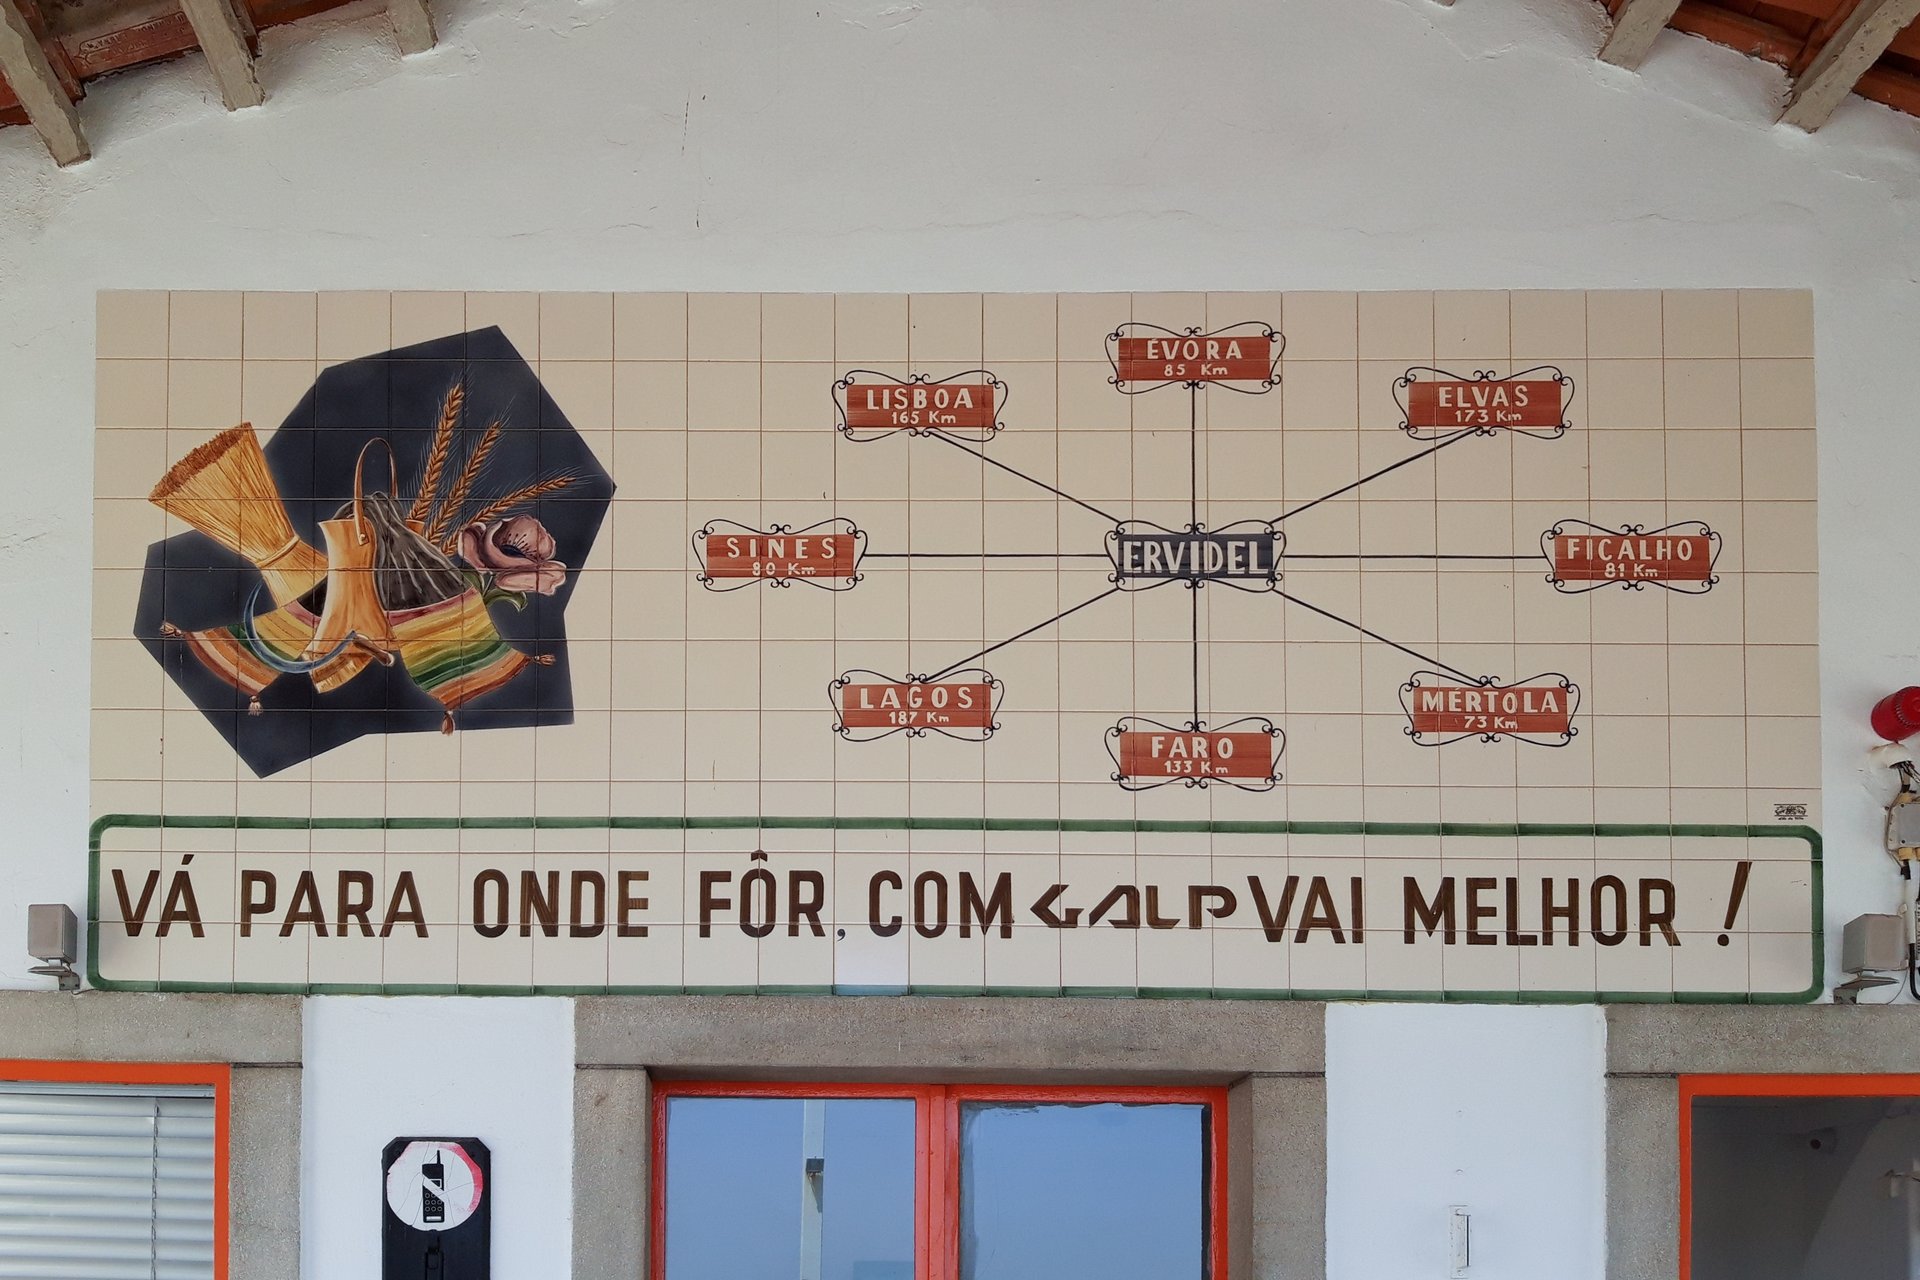 ÉVORA
85 Km
LISBOA
165 Km
ELVAS
173 Km
SINES
80 Km
ERVIDEL
FICALHO
81 Km
LAGOS
187 Km
MÉRTOLA
73 Km
FARO
133 Km
VÁ PARA ONDE FÔR, COM GALP VAI MELHOR !